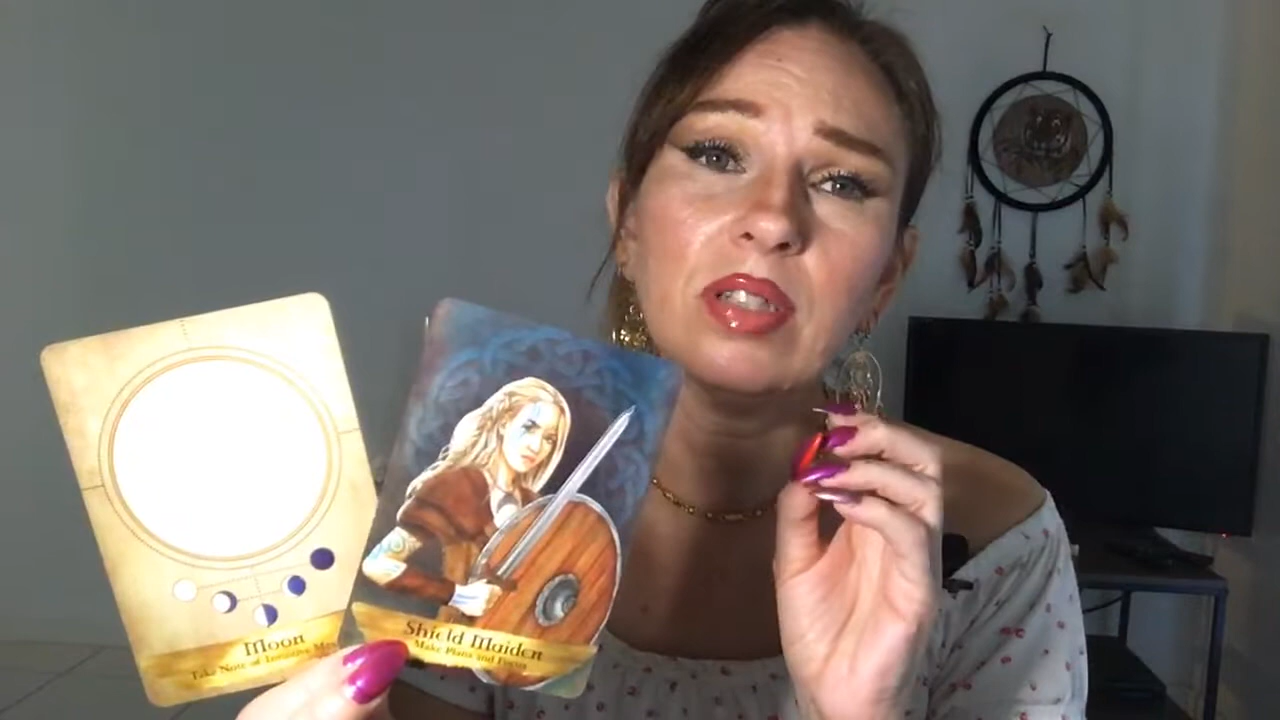 Moon
Take Note of Intuitive
Shield Maiden
Make Plans and Focus